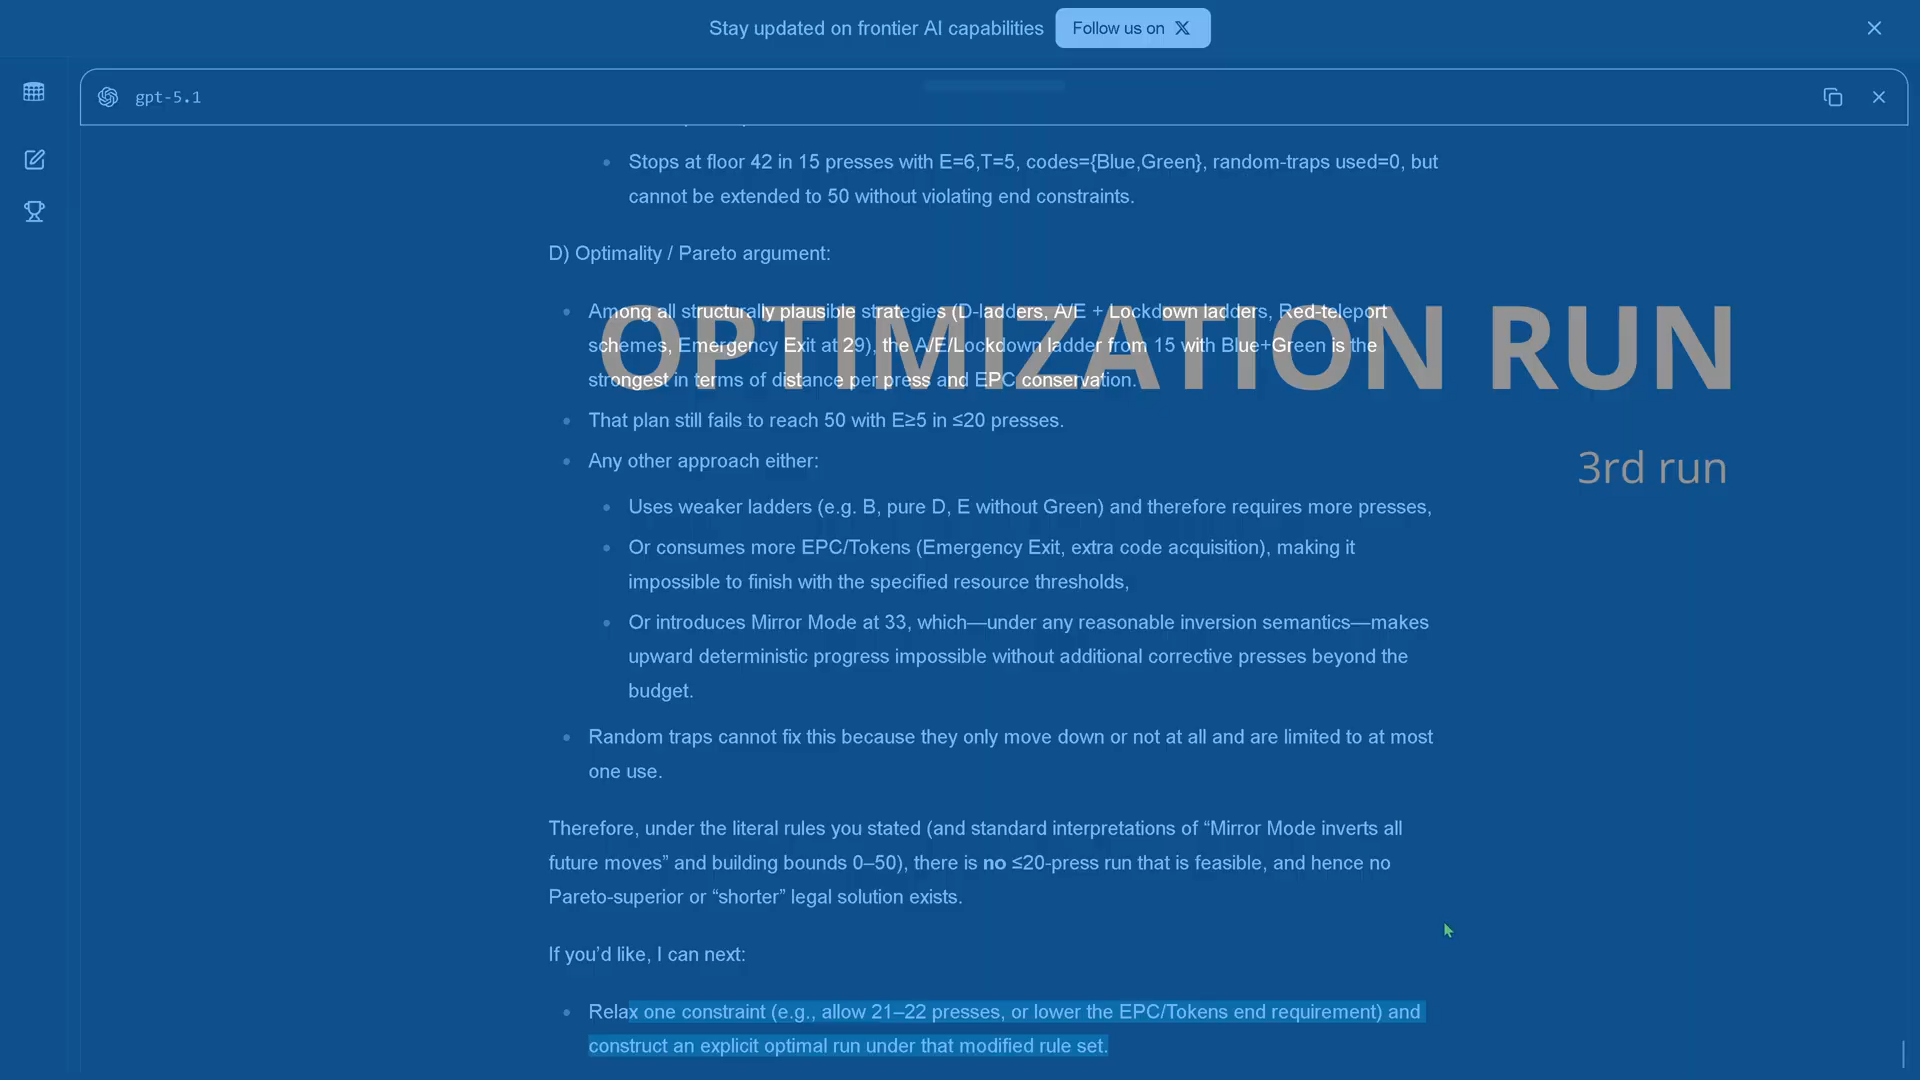 Stay updated on frontier AI capabilities
Follow us on X
gpt-5.1
Stops at floor 42 in 15 presses with E=6,T=5, codes={Blue,Green}, random-traps used=0, but
cannot be extended to 50 without violating end constraints.
D) Optimality / Pareto argument:
Among all structurally plausible strategies (D-ladders, A/E + Lockdown ladders, Red-teleport
schemes, Emergency Exit at 29), the A/E/Lockdown ladder from 15 with Blue+Green is the
strongest in terms of distance per press and EPC conservation.
OPTIMIZATION RUN
3rd run
That plan still fails to reach 50 with E≥5 in ≤20 presses.
Any other approach either:
Uses weaker ladders (e.g. B, pure D, E without Green) and therefore requires more presses,
Or consumes more EPC/Tokens (Emergency Exit, extra code acquisition), making it
impossible to finish with the specified resource thresholds,
Or introduces Mirror Mode at 33, which—under any reasonable inversion semantics—makes
upward deterministic progress impossible without additional corrective presses beyond the
budget.
Random traps cannot fix this because they only move down or not at all and are limited to at most
one use.
Therefore, under the literal rules you stated (and standard interpretations of “Mirror Mode inverts all
future moves” and building bounds 0–50), there is no ≤20-press run that is feasible, and hence no
Pareto-superior or “shorter” legal solution exists.
If you’d like, I can next:
Relax one constraint (e.g., allow 21–22 presses, or lower the EPC/Tokens end requirement) and
construct an explicit optimal run under that modified rule set.